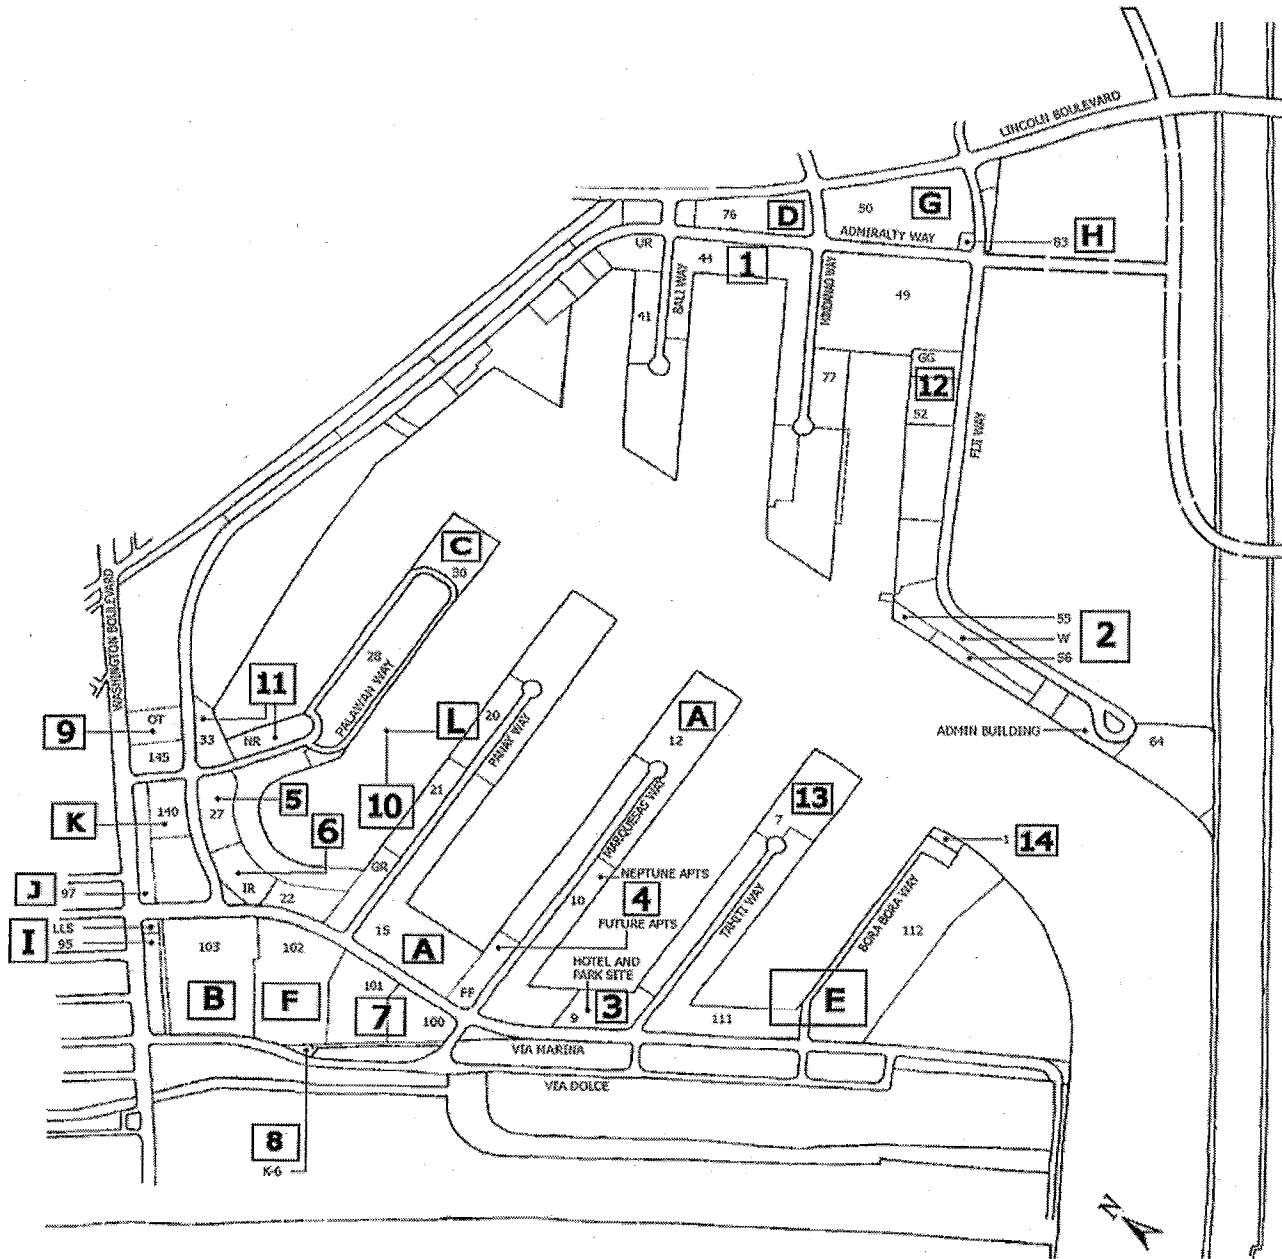 LINCOLN BOULEVARD
76
D
50
G
ADMIRALTY WAY
83
H
UR
44
1
BALI WAY
MINDANAO WAY
41
49
77
GG
12
52
FIJI WAY
C
30
WASHINGTON BOULEVARD
55
W
56
2
28
PALAWAN WAY
11
OT
9
33
NR
145
L
20
PANAY WAY
A
12
ADMIN BUILDING
64
140
K
27
5
10
21
6
MARQUESAS WAY
13
7
1
14
J
97
IR
22
GR
NEPTUNE APTS
4
10
FUTURE APTS
TAHITI WAY
BORA BORA WAY
112
I
LLS
95
103
102
15
A
HOTEL AND
PARK SITE
B
F
101
7
100
FF
9
3
111
E
VIA MARINA
VIA DOLCE
8
K-6
N